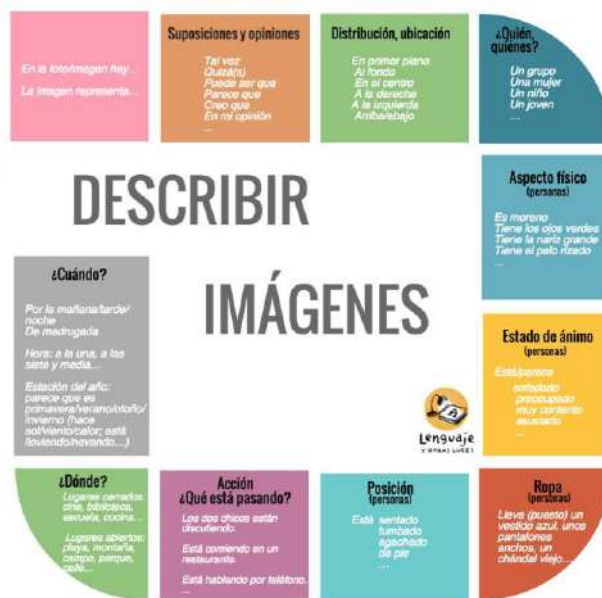 En la foto/imagen hay...
La imagen representa...
Suposiciones y opiniones
Tal vez
Quizá(s)
Puede ser que
Parece que
Creo que
En mi opinión
...
Distribución, ubicación
En primer plano
Al fondo
En el centro
A la derecha
A la izquierda
Arriba/abajo
¿Quién,
quiénes?
Un grupo
Una mujer
Un niño
Un joven
...
DESCRIBIR
IMÁGENES
Aspecto físico
(personas)
Es moreno
Tiene los ojos verdes
Tiene la nariz grande
Tiene el pelo rizado
...
Estado de ánimo
(personas)
Está/parece
enfadado
preocupado
muy contento
asustado
...
Lenguaje
Y OTRAS LUCES
¿Cuándo?
Por la mañana/tarde/
noche
De madrugada
Hora: a la una, a las
siete y media...
Estación del año:
parece que es
primavera/verano/otoño/
invierno (hace
sol/viento/calor; está
lloviendo/nevando...)
¿Dónde?
Lugares cerrados:
cine, biblioteca,
escuela, cocina...
Lugares abiertos:
playa, montaña,
campo, parque,
calle...
Acción
¿Qué está pasando?
Los dos chicos están
discutiendo.
Está comiendo en un
restaurante.
Está hablando por teléfono.
...
Posición
(personas)
Está sentado
tumbado
agachado
de pie
...
Ropa
(personas)
Lleva (puesto) un
vestido azul, unos
pantalones
anchos, un
chándal viejo...